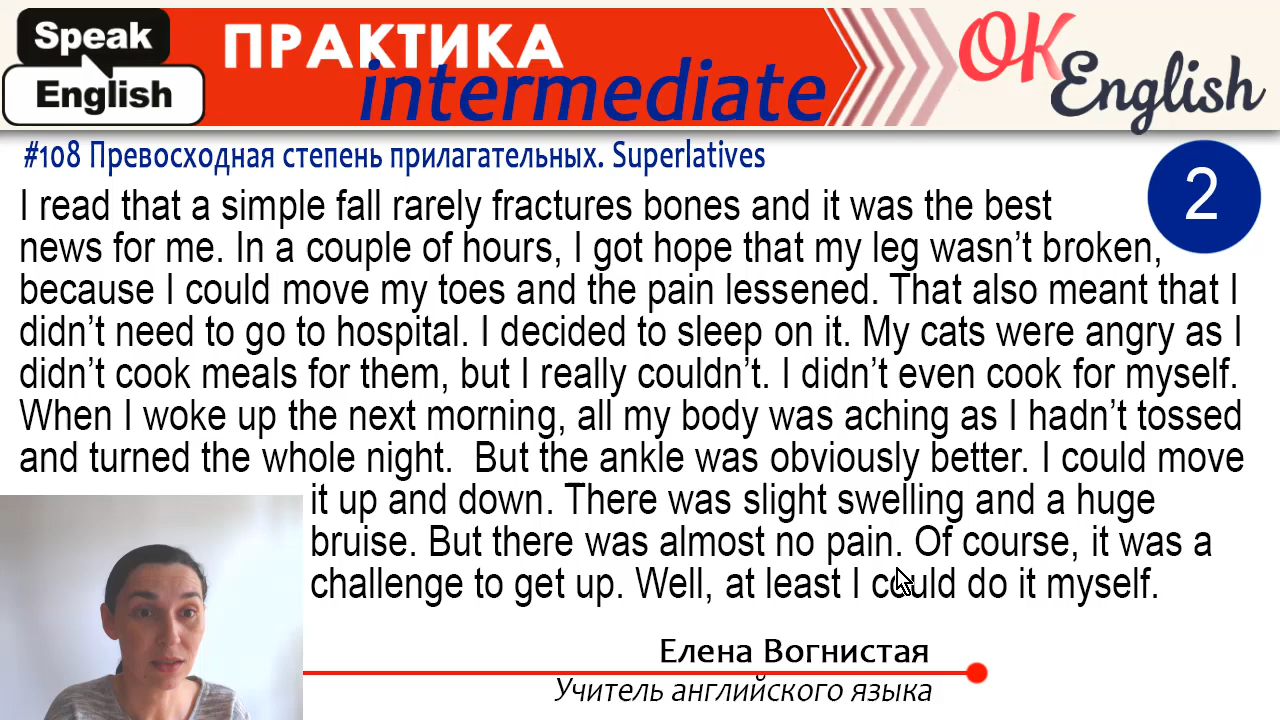 Speak
English
ПРАКТИКА
intermediate
OK
English
#108 Превосходная степень прилагательных. Superlatives
2
I read that a simple fall rarely fractures bones and it was the best
news for me. In a couple of hours, I got hope that my leg wasn’t broken,
because I could move my toes and the pain lessened. That also meant that I
didn’t need to go to hospital. I decided to sleep on it. My cats were angry as I
didn’t cook meals for them, but I really couldn’t. I didn’t even cook for myself.
When I woke up the next morning, all my body was aching as I hadn’t tossed
and turned the whole night. But the ankle was obviously better. I could move
it up and down. There was slight swelling and a huge
bruise. But there was almost no pain. Of course, it was a
challenge to get up. Well, at least I could do it myself.
Елена Вогнистая
Учитель английского языка